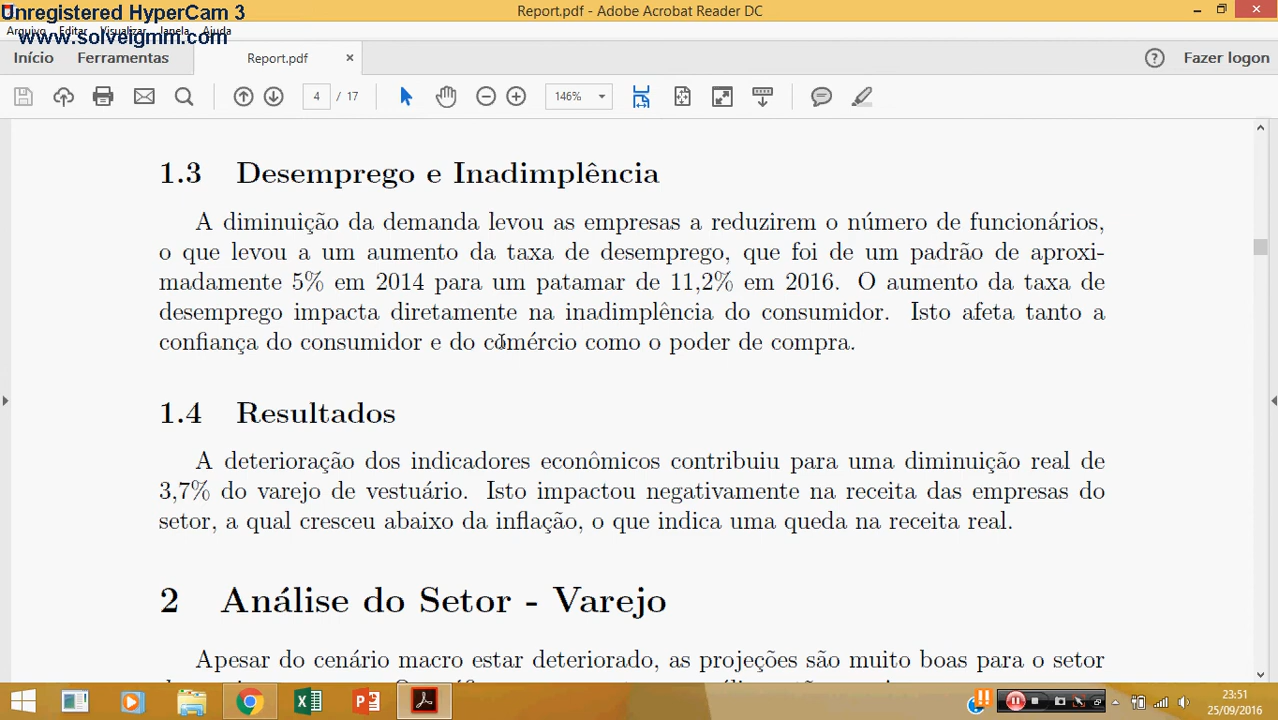 Unregistered HyperCam 3
Report.pdf - Adobe Acrobat Reader DC
Arquivo Editar Visualizar Janela Ajuda
www.solveigmm.com
Início Ferramentas Report.pdf × Fazer logon
4 / 17 146%
1.3 Desemprego e Inadimplência
A diminuição da demanda levou as empresas a reduzirem o número de funcionários,
o que levou a um aumento da taxa de desemprego, que foi de um padrão de aproxi-
madamente 5% em 2014 para um patamar de 11,2% em 2016. O aumento da taxa de
desemprego impacta diretamente na inadimplência do consumidor. Isto afeta tanto a
confiança do consumidor e do comércio como o poder de compra.
1.4 Resultados
A deterioração dos indicadores econômicos contribuiu para uma diminuição real de
3,7% do varejo de vestuário. Isto impactou negativamente na receita das empresas do
setor, a qual cresceu abaixo da inflação, o que indica uma queda na receita real.
2 Análise do Setor - Varejo
Apesar do cenário macro estar deteriorado, as projeções são muito boas para o setor
23:51
25/09/2016